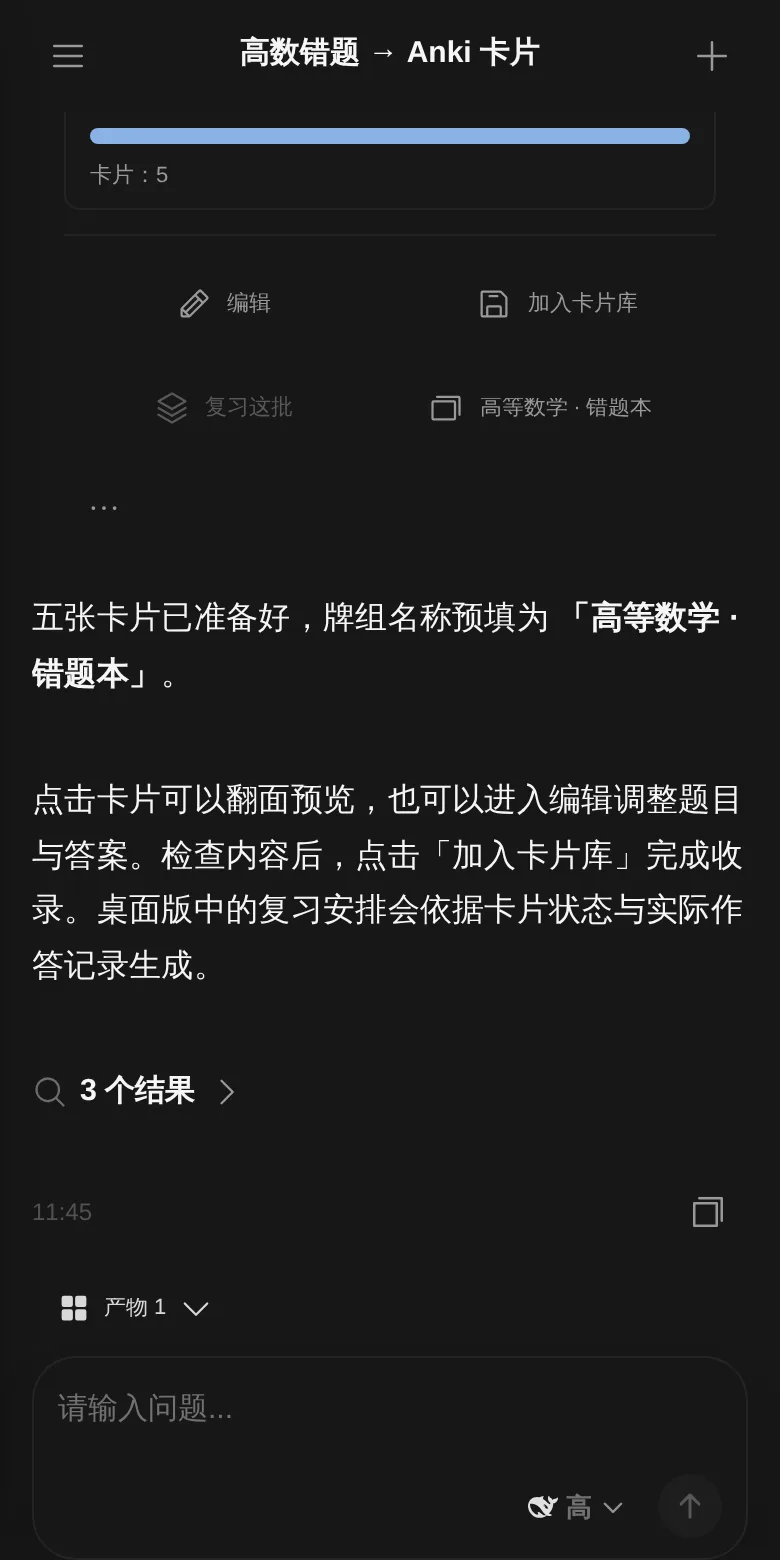 高数错题 → Anki 卡片
卡片：5
编辑
加入卡片库
复习这批
高等数学 · 错题本
...
五张卡片已准备好，牌组名称预填为 「高等数学 ·
错题本」。
点击卡片可以翻面预览，也可以进入编辑调整题目
与答案。检查内容后，点击「加入卡片库」完成收
录。桌面版中的复习安排会依据卡片状态与实际作
答记录生成。
3 个结果
11:45
产物 1
请输入问题...
高